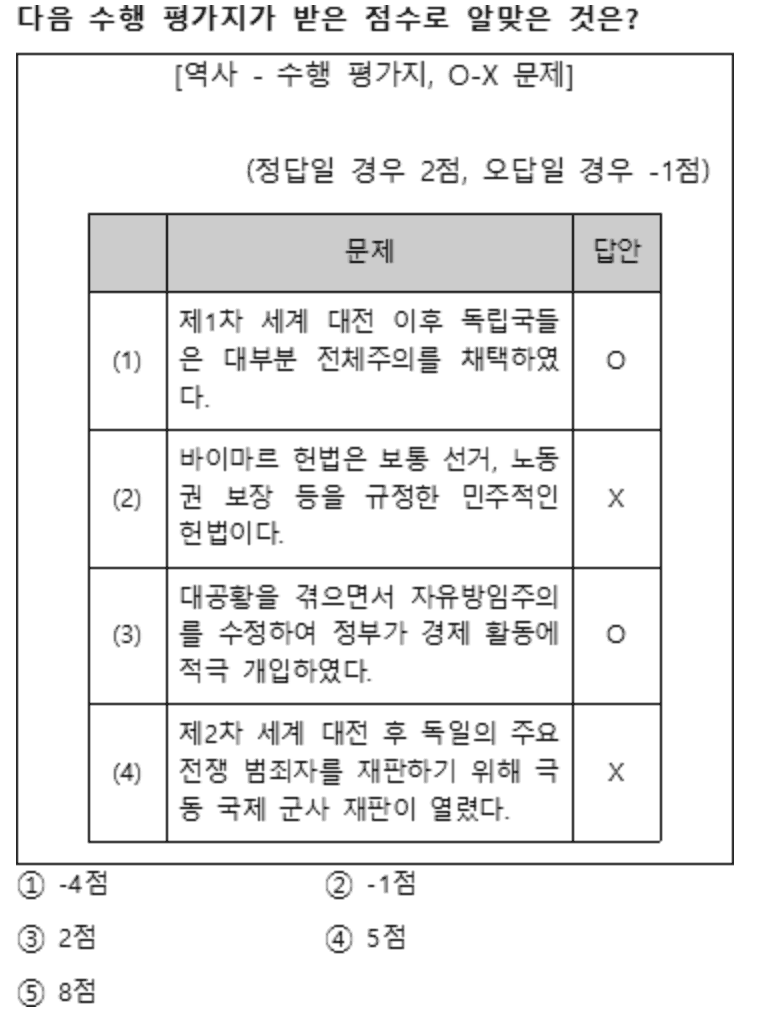 다음 수행 평가지가 받은 점수로 알맞은 것은?
[역사 - 수행 평가지, O-X 문제]
(정답일 경우 2점, 오답일 경우 -1점)
문제 답안
제1차 세계 대전 이후 독립국들
(1) 은 대부분 전체주의를 채택하였 O
다.
바이마르 헌법은 보통 선거, 노동
(2) 권 보장 등을 규정한 민주적인 X
헌법이다.
대공황을 겪으면서 자유방임주의
(3) 를 수정하여 정부가 경제 활동에 O
적극 개입하였다.
제2차 세계 대전 후 독일의 주요
(4) 전쟁 범죄자를 재판하기 위해 극 X
동 국제 군사 재판이 열렸다.
① -4점 ② -1점
③ 2점 ④ 5점
⑤ 8점